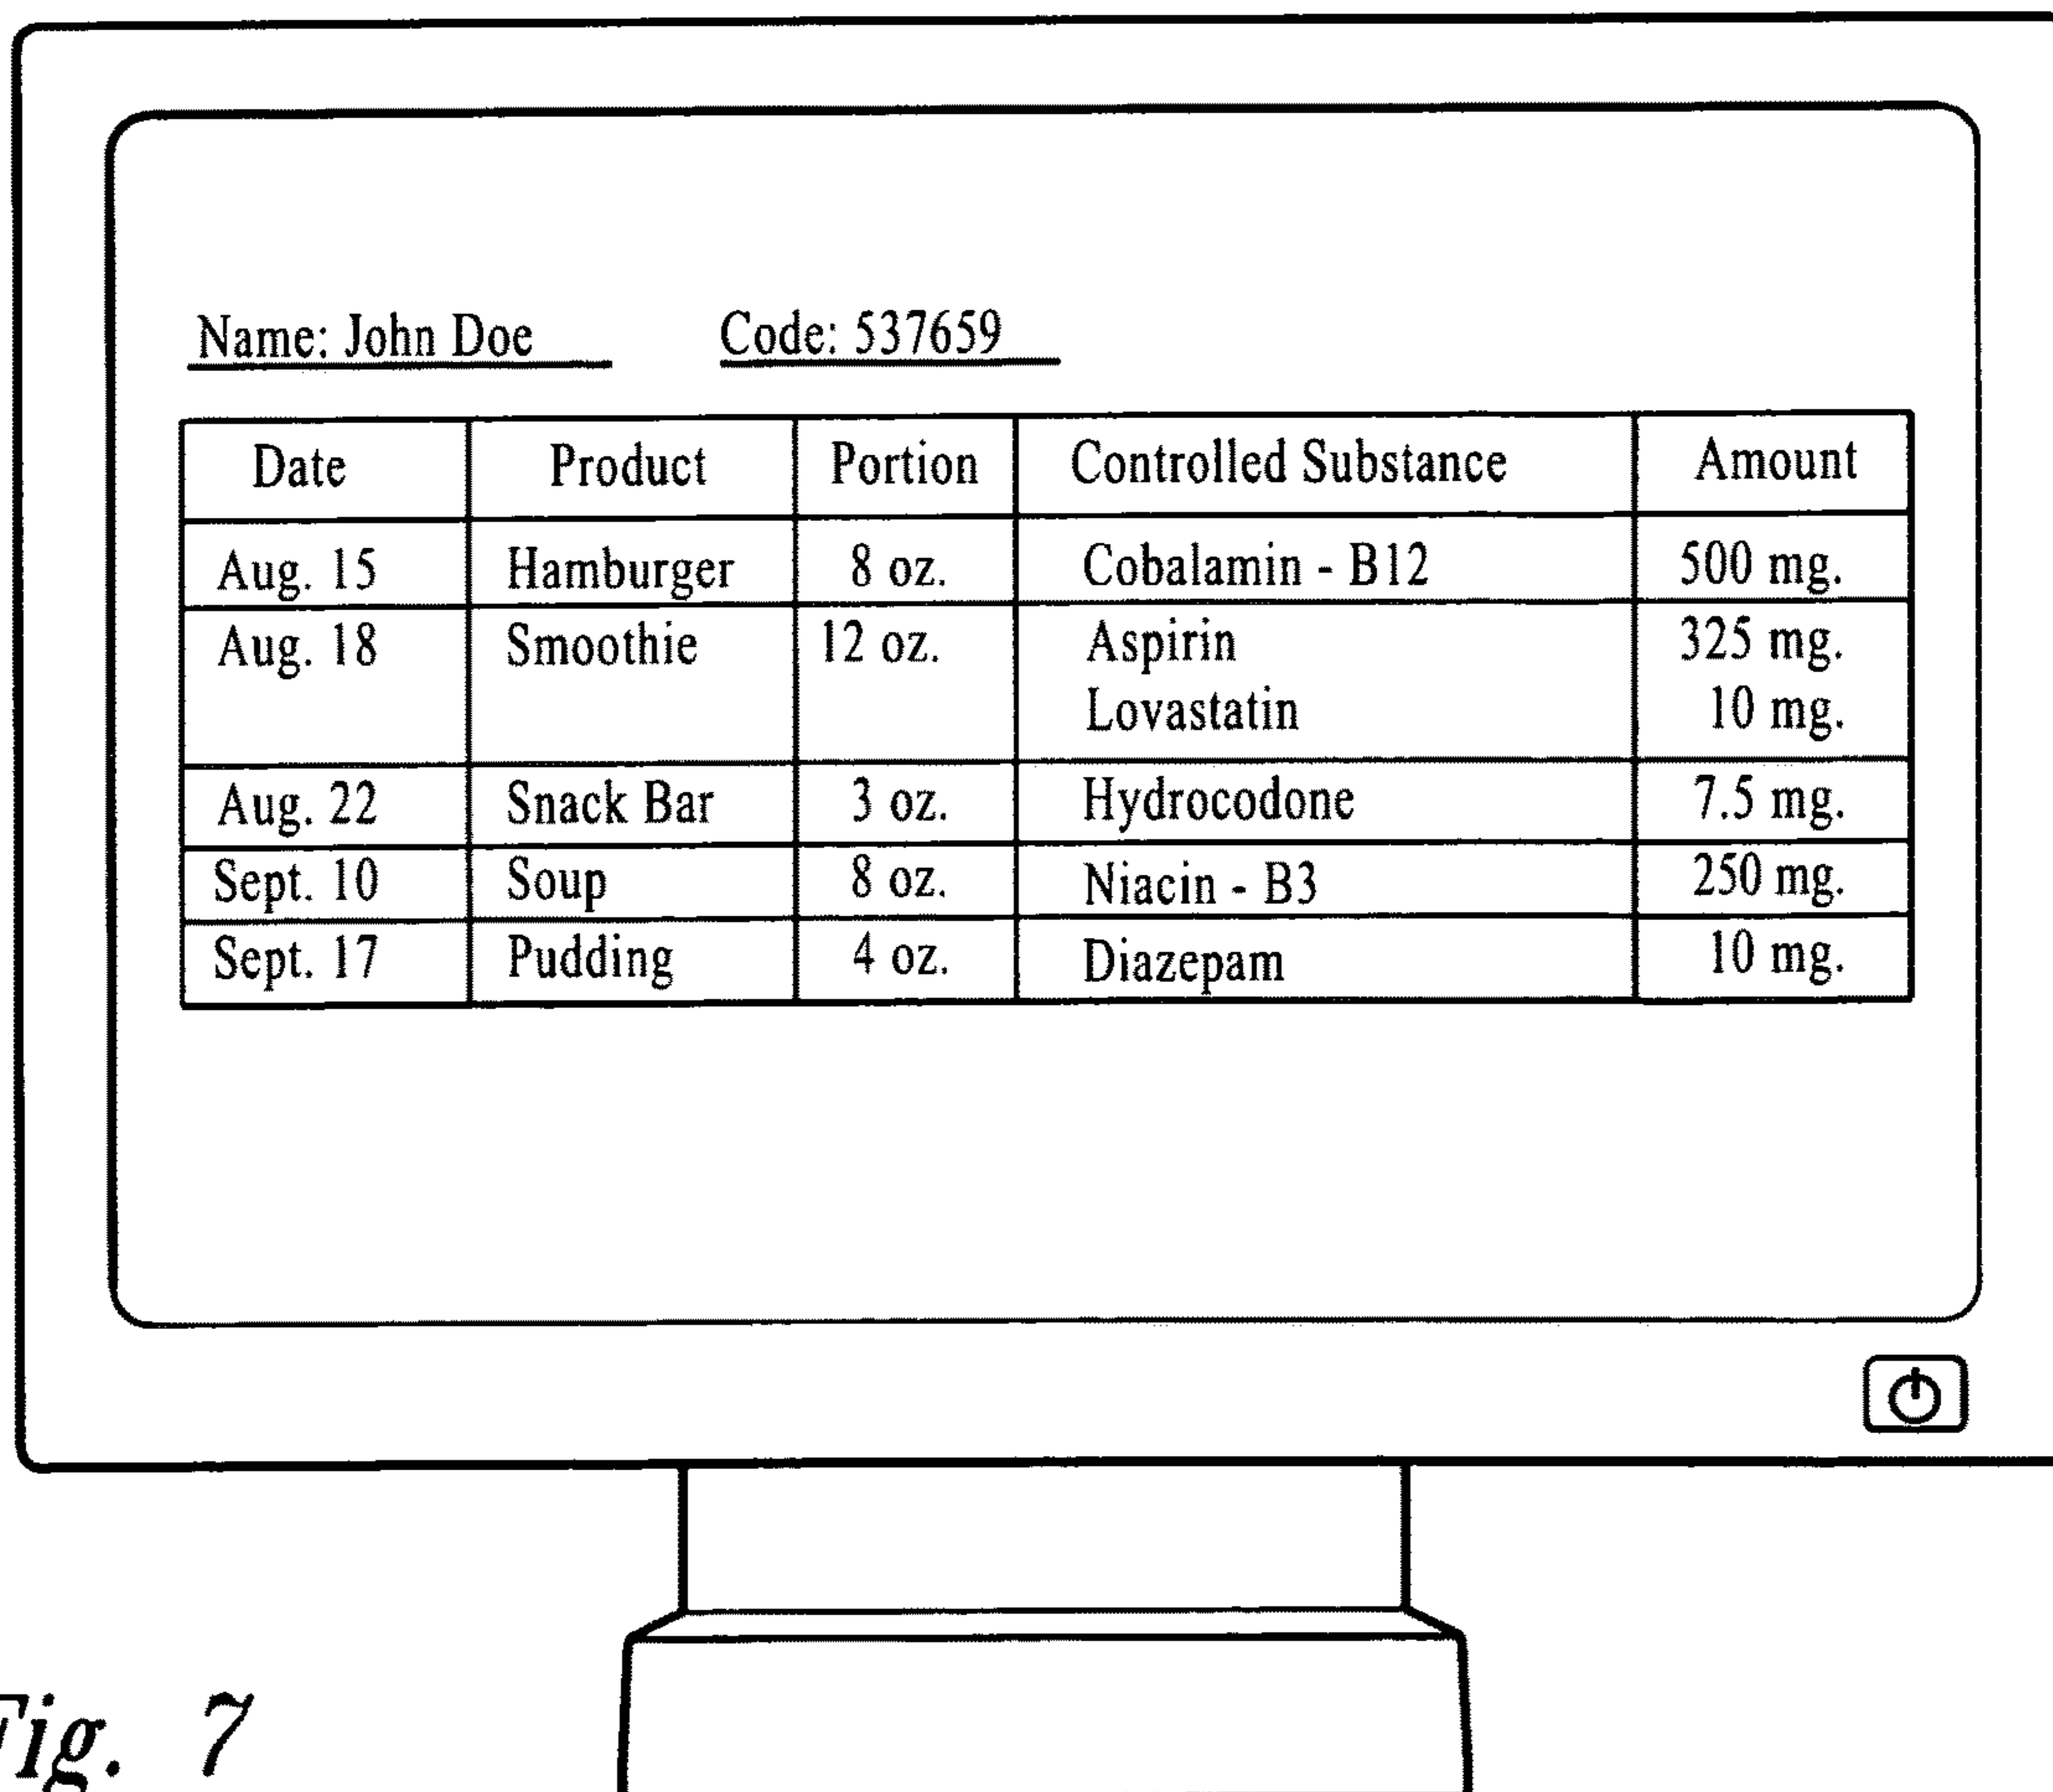 Name: John Doe Code: 537659
Date Product Portion Controlled Substance Amount
Aug. 15 Hamburger 8 oz. Cobalamin - B12 500 mg.
Aug. 18 Smoothie 12 oz. Aspirin 325 mg.
Lovastatin 10 mg.
Aug. 22 Snack Bar 3 oz. Hydrocodone 7.5 mg.
Sept. 10 Soup 8 oz. Niacin - B3 250 mg.
Sept. 17 Pudding 4 oz. Diazepam 10 mg.
Fig. 7